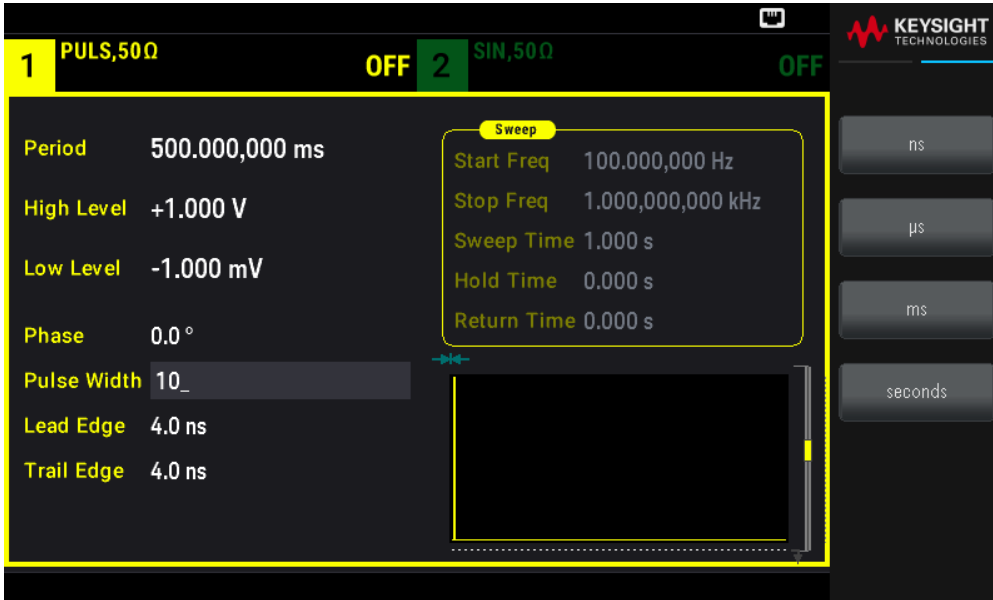 KEYSIGHT
TECHNOLOGIES
1 PULS,50Ω OFF
2 SIN,50Ω OFF
Period 500.000,000 ms
High Level +1.000 V
Low Level -1.000 mV
Phase 0.0 °
Pulse Width 10_
Lead Edge 4.0 ns
Trail Edge 4.0 ns
Sweep
Start Freq 100.000,000 Hz
Stop Freq 1.000,000,000 kHz
Sweep Time 1.000 s
Hold Time 0.000 s
Return Time 0.000 s
ns
µs
ms
seconds